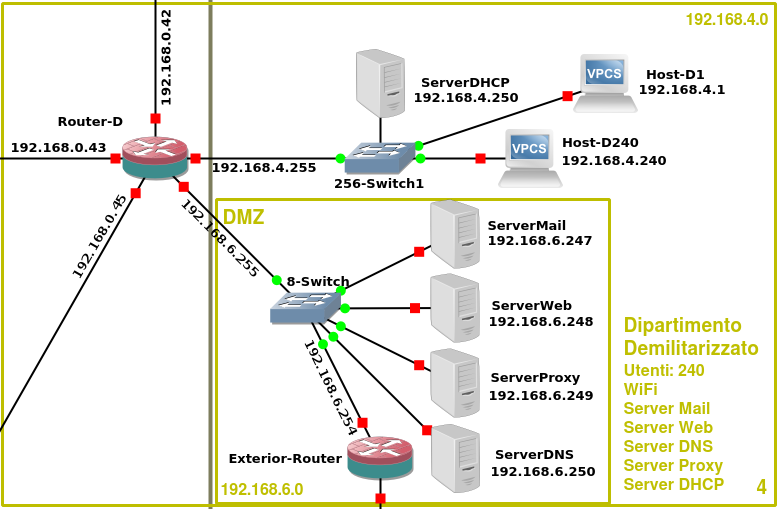 192.168.4.0
192.168.0.42
Router-D
192.168.0.43
192.168.4.255
ServerDHCP
192.168.4.250
VPCS
Host-D1
192.168.4.1
VPCS
Host-D240
192.168.4.240
256-Switch1
192.168.0.45
192.168.6.255
DMZ
8-Switch
ServerMail
192.168.6.247
ServerWeb
192.168.6.248
ServerProxy
192.168.6.249
ServerDNS
192.168.6.250
192.168.6.254
Exterior-Router
192.168.6.0
Dipartimento
Demilitarizzato
Utenti: 240
WiFi
Server Mail
Server Web
Server DNS
Server Proxy
Server DHCP
4